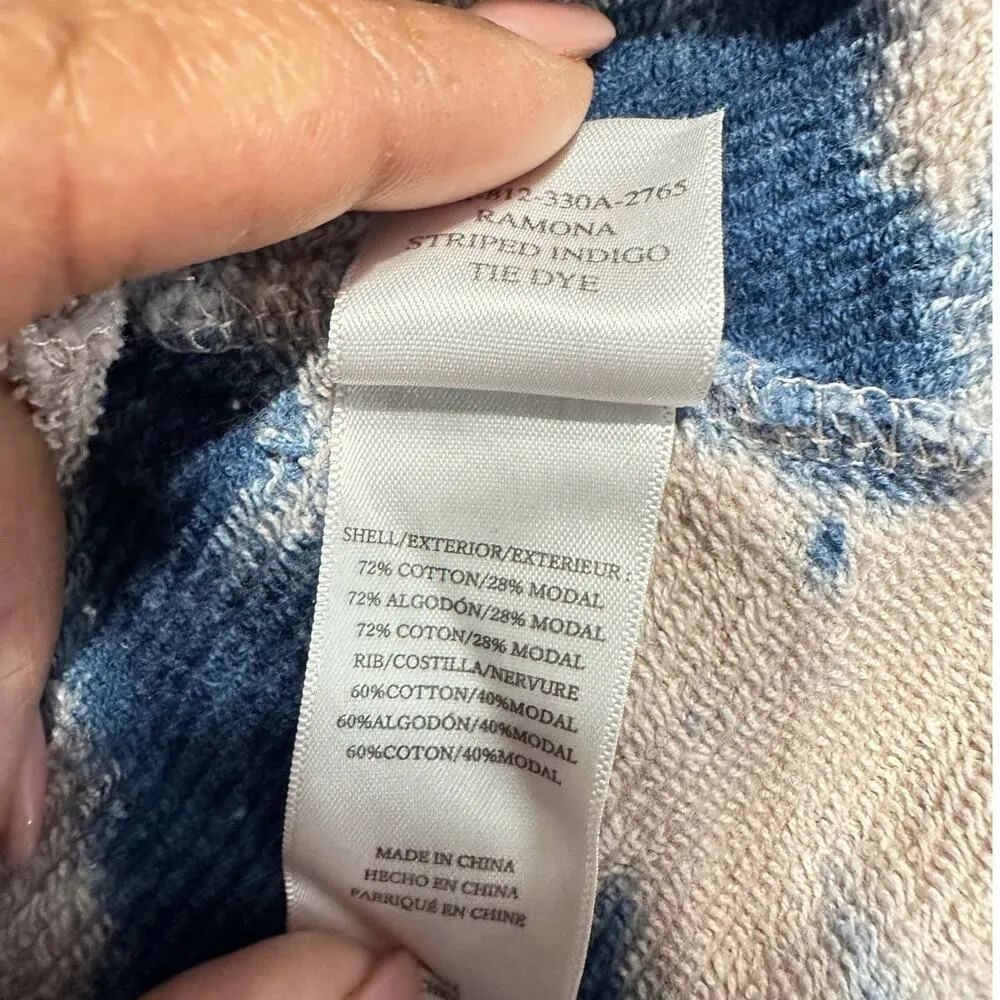 -812-330A-2765
RAMONA
STRIPED INDIGO
TIE DYE
SHELL/EXTERIOR/EXTERIEUR :
72% COTTON/28% MODAL
72% ALGODÓN/28% MODAL
72% COTON/28% MODAL
RIB/COSTILLA/NERVURE
60%COTTON/40%MODAL
60%ALGODÓN/40%MODAL
60%COTON/40%MODAL
MADE IN CHINA
HECHO EN CHINA
FABRIQUÉ EN CHINE